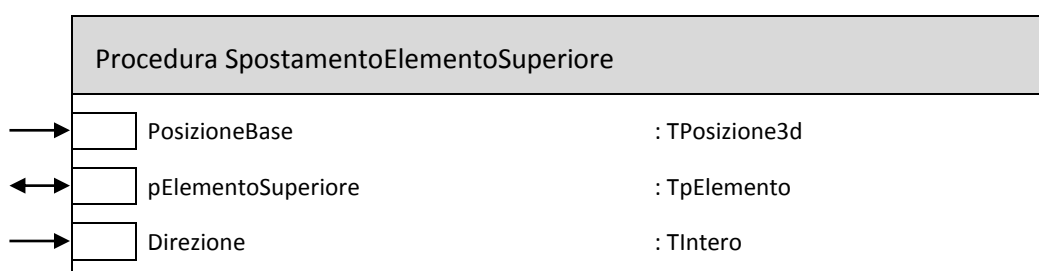 Procedura SpostamentoElementoSuperiore
PosizioneBase : TPosizione3d
pElementoSuperiore : TpElemento
Direzione : TIntero